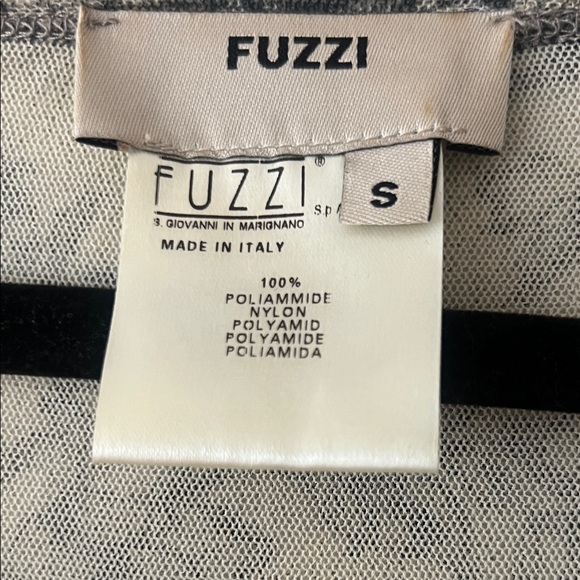 FUZZI
FUZZI ®
S.p.
S
S. GIOVANNI IN MARIGNANO
MADE IN ITALY
100%
POLIAMMIDE
NYLON
POLYAMID
POLYAMIDE
POLIAMIDA